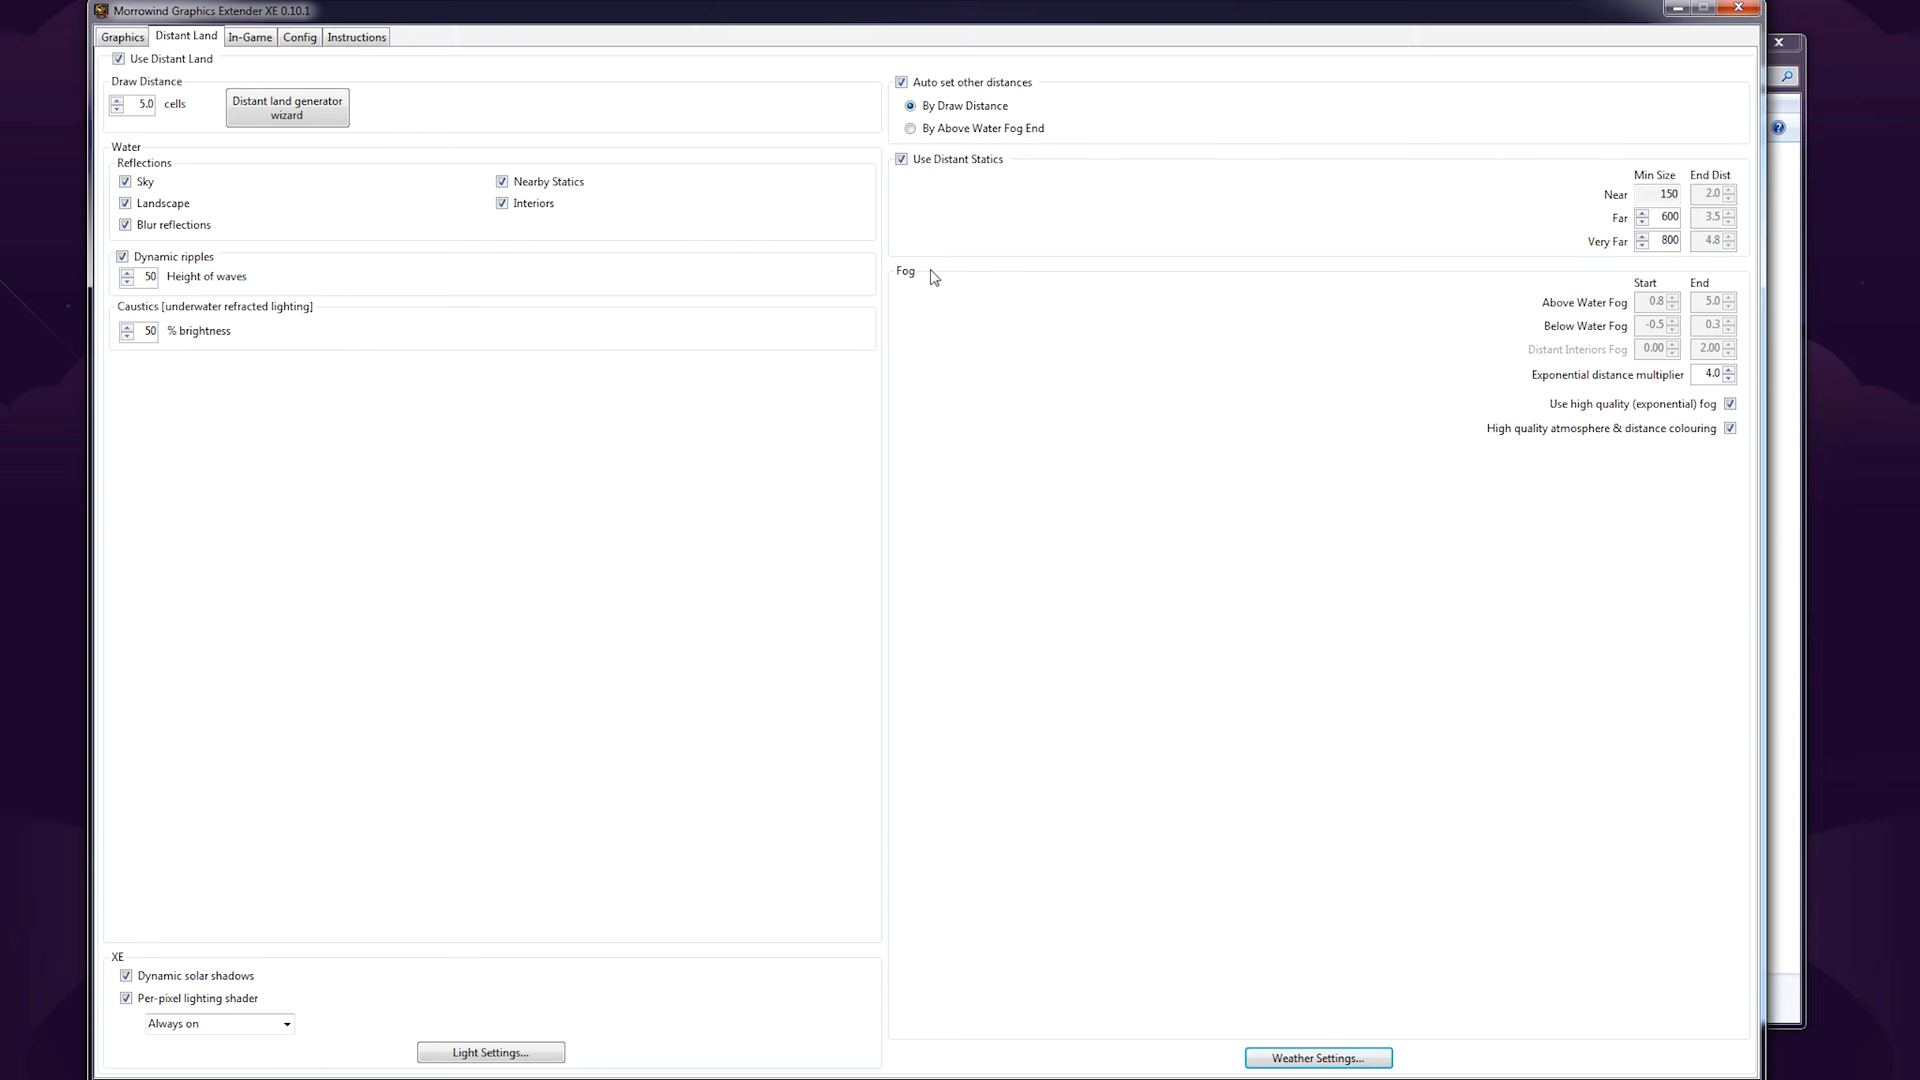 Morrowind Graphics Extender XE 0.10.1
Graphics
Distant Land
In-Game
Config
Instructions
Use Distant Land
Draw Distance
5.0 cells
Distant land generator
wizard
Water
Reflections
Sky
Nearby Statics
Landscape
Interiors
Blur reflections
Dynamic ripples
50 Height of waves
Caustics [underwater refracted lighting]
50 % brightness
XE
Dynamic solar shadows
Per-pixel lighting shader
Always on
Light Settings...
Auto set other distances
By Draw Distance
By Above Water Fog End
Use Distant Statics
Min Size End Dist
Near 150 2.0
Far 600 3.5
Very Far 800 4.8
Fog
Start End
Above Water Fog 0.8 5.0
Below Water Fog -0.5 0.3
Distant Interiors Fog 0.00 2.00
Exponential distance multiplier 4.0
Use high quality (exponential) fog
High quality atmosphere & distance colouring
Weather Settings...